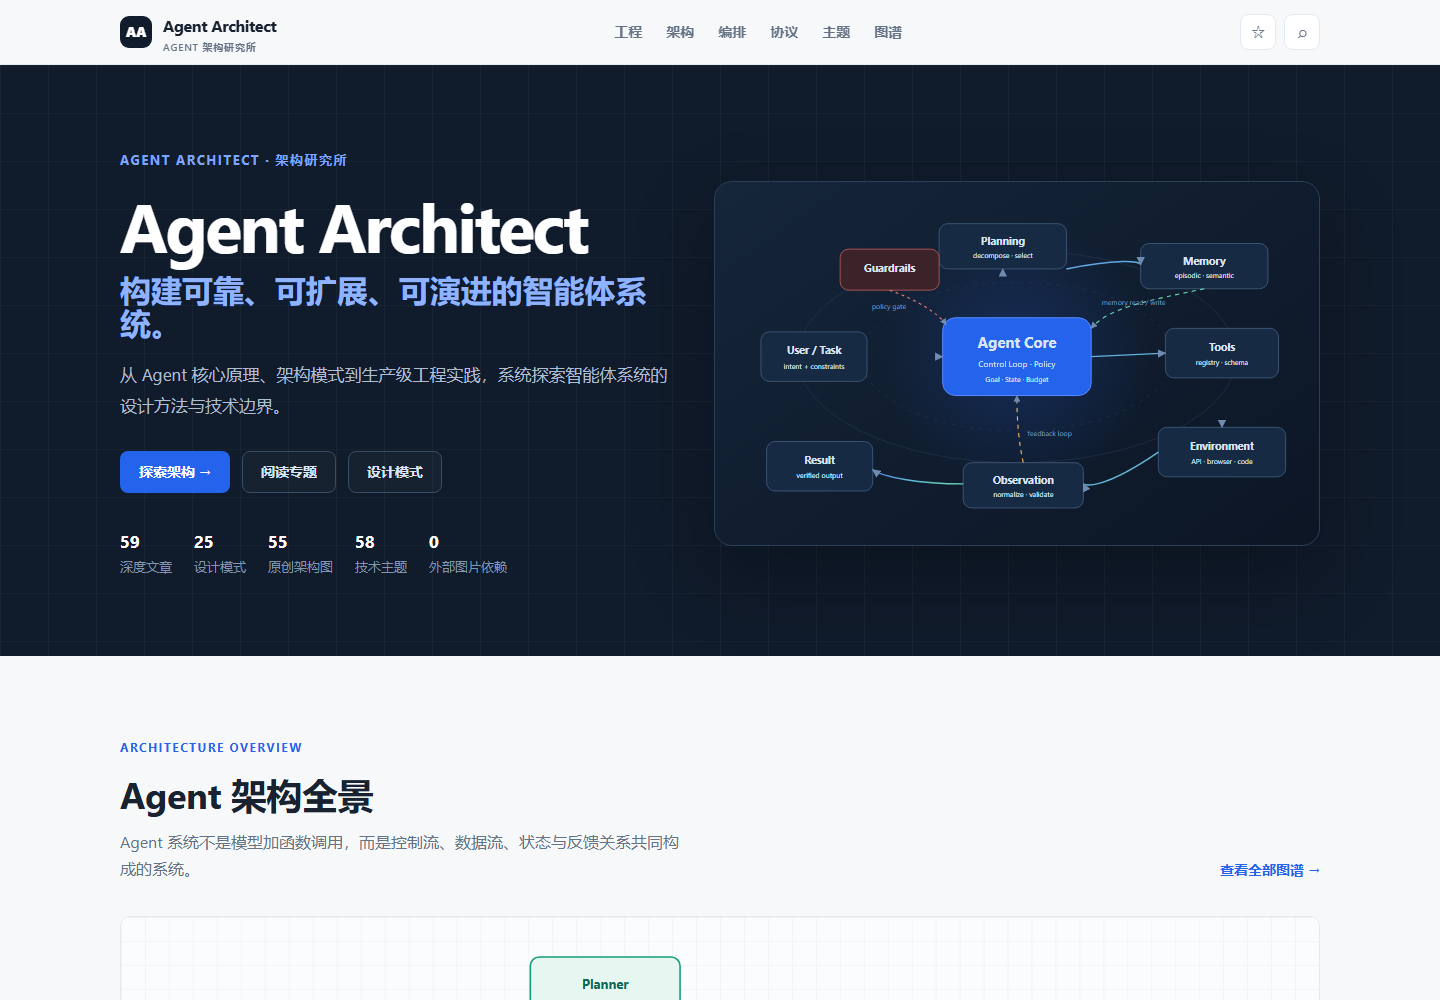 AA
Agent Architect
AGENT 架构研究所
工程 架构 编排 协议 主题 图谱
AGENT ARCHITECT · 架构研究所
Agent Architect
构建可靠、可扩展、可演进的智能体系
统。
从 Agent 核心原理、架构模式到生产级工程实践，系统探索智能体系统的
设计方法与技术边界。
探索架构 → 阅读专题 设计模式
59 25 55 58 0
深度文章 设计模式 原创架构图 技术主题 外部图片依赖
Planning
decompose · select
Guardrails
Memory
episodic · semantic
policy gate
memory read / write
Agent Core
Control Loop · Policy
Goal · State · Budget
User / Task
intent + constraints
Tools
registry · schema
feedback loop
Environment
API · browser · code
Result
verified output
Observation
normalize · validate
ARCHITECTURE OVERVIEW
Agent 架构全景
Agent 系统不是模型加函数调用，而是控制流、数据流、状态与反馈关系共同构
成的系统。
查看全部图谱 →
Planner